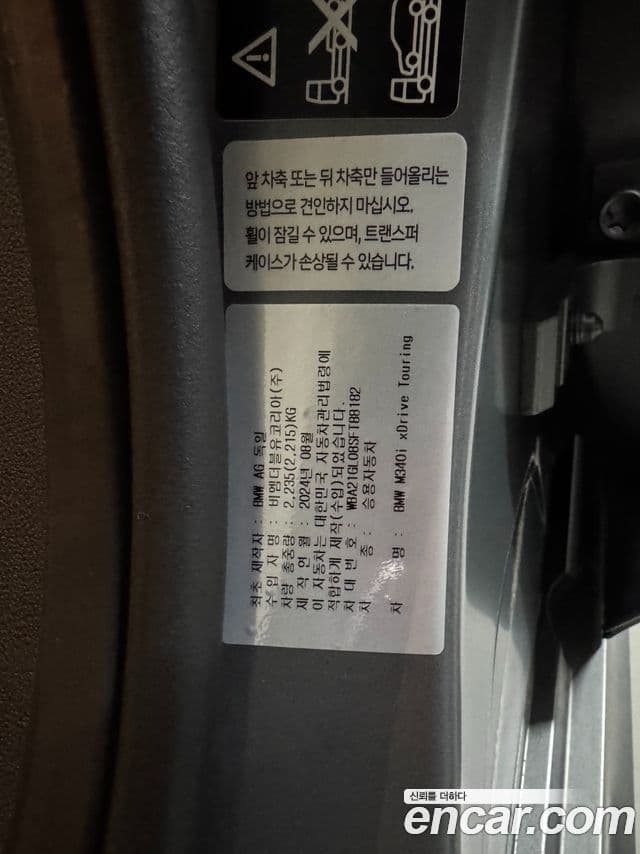 앞 차축 또는 뒤 차축만 들어올리는
방법으로 견인하지 마십시오.
휠이 잠길 수 있으며, 트랜스퍼
케이스가 손상될 수 있습니다.
최초 제작자 : BMW AG 독일
수입자명 : 비엠더블유코리아(주)
차량 총중량 : 2,235(2,215)KG
제작연월 : 2024년 08월
이 자동차는 대한민국 자동차관리법령에
적합하게 제작(수입)되었습니다.
차대번호 : WBA21GL08SFT88182
차종 : 승용자동차
차명 : BMW M340i xDrive Touring
신뢰를 더하다
encar.com